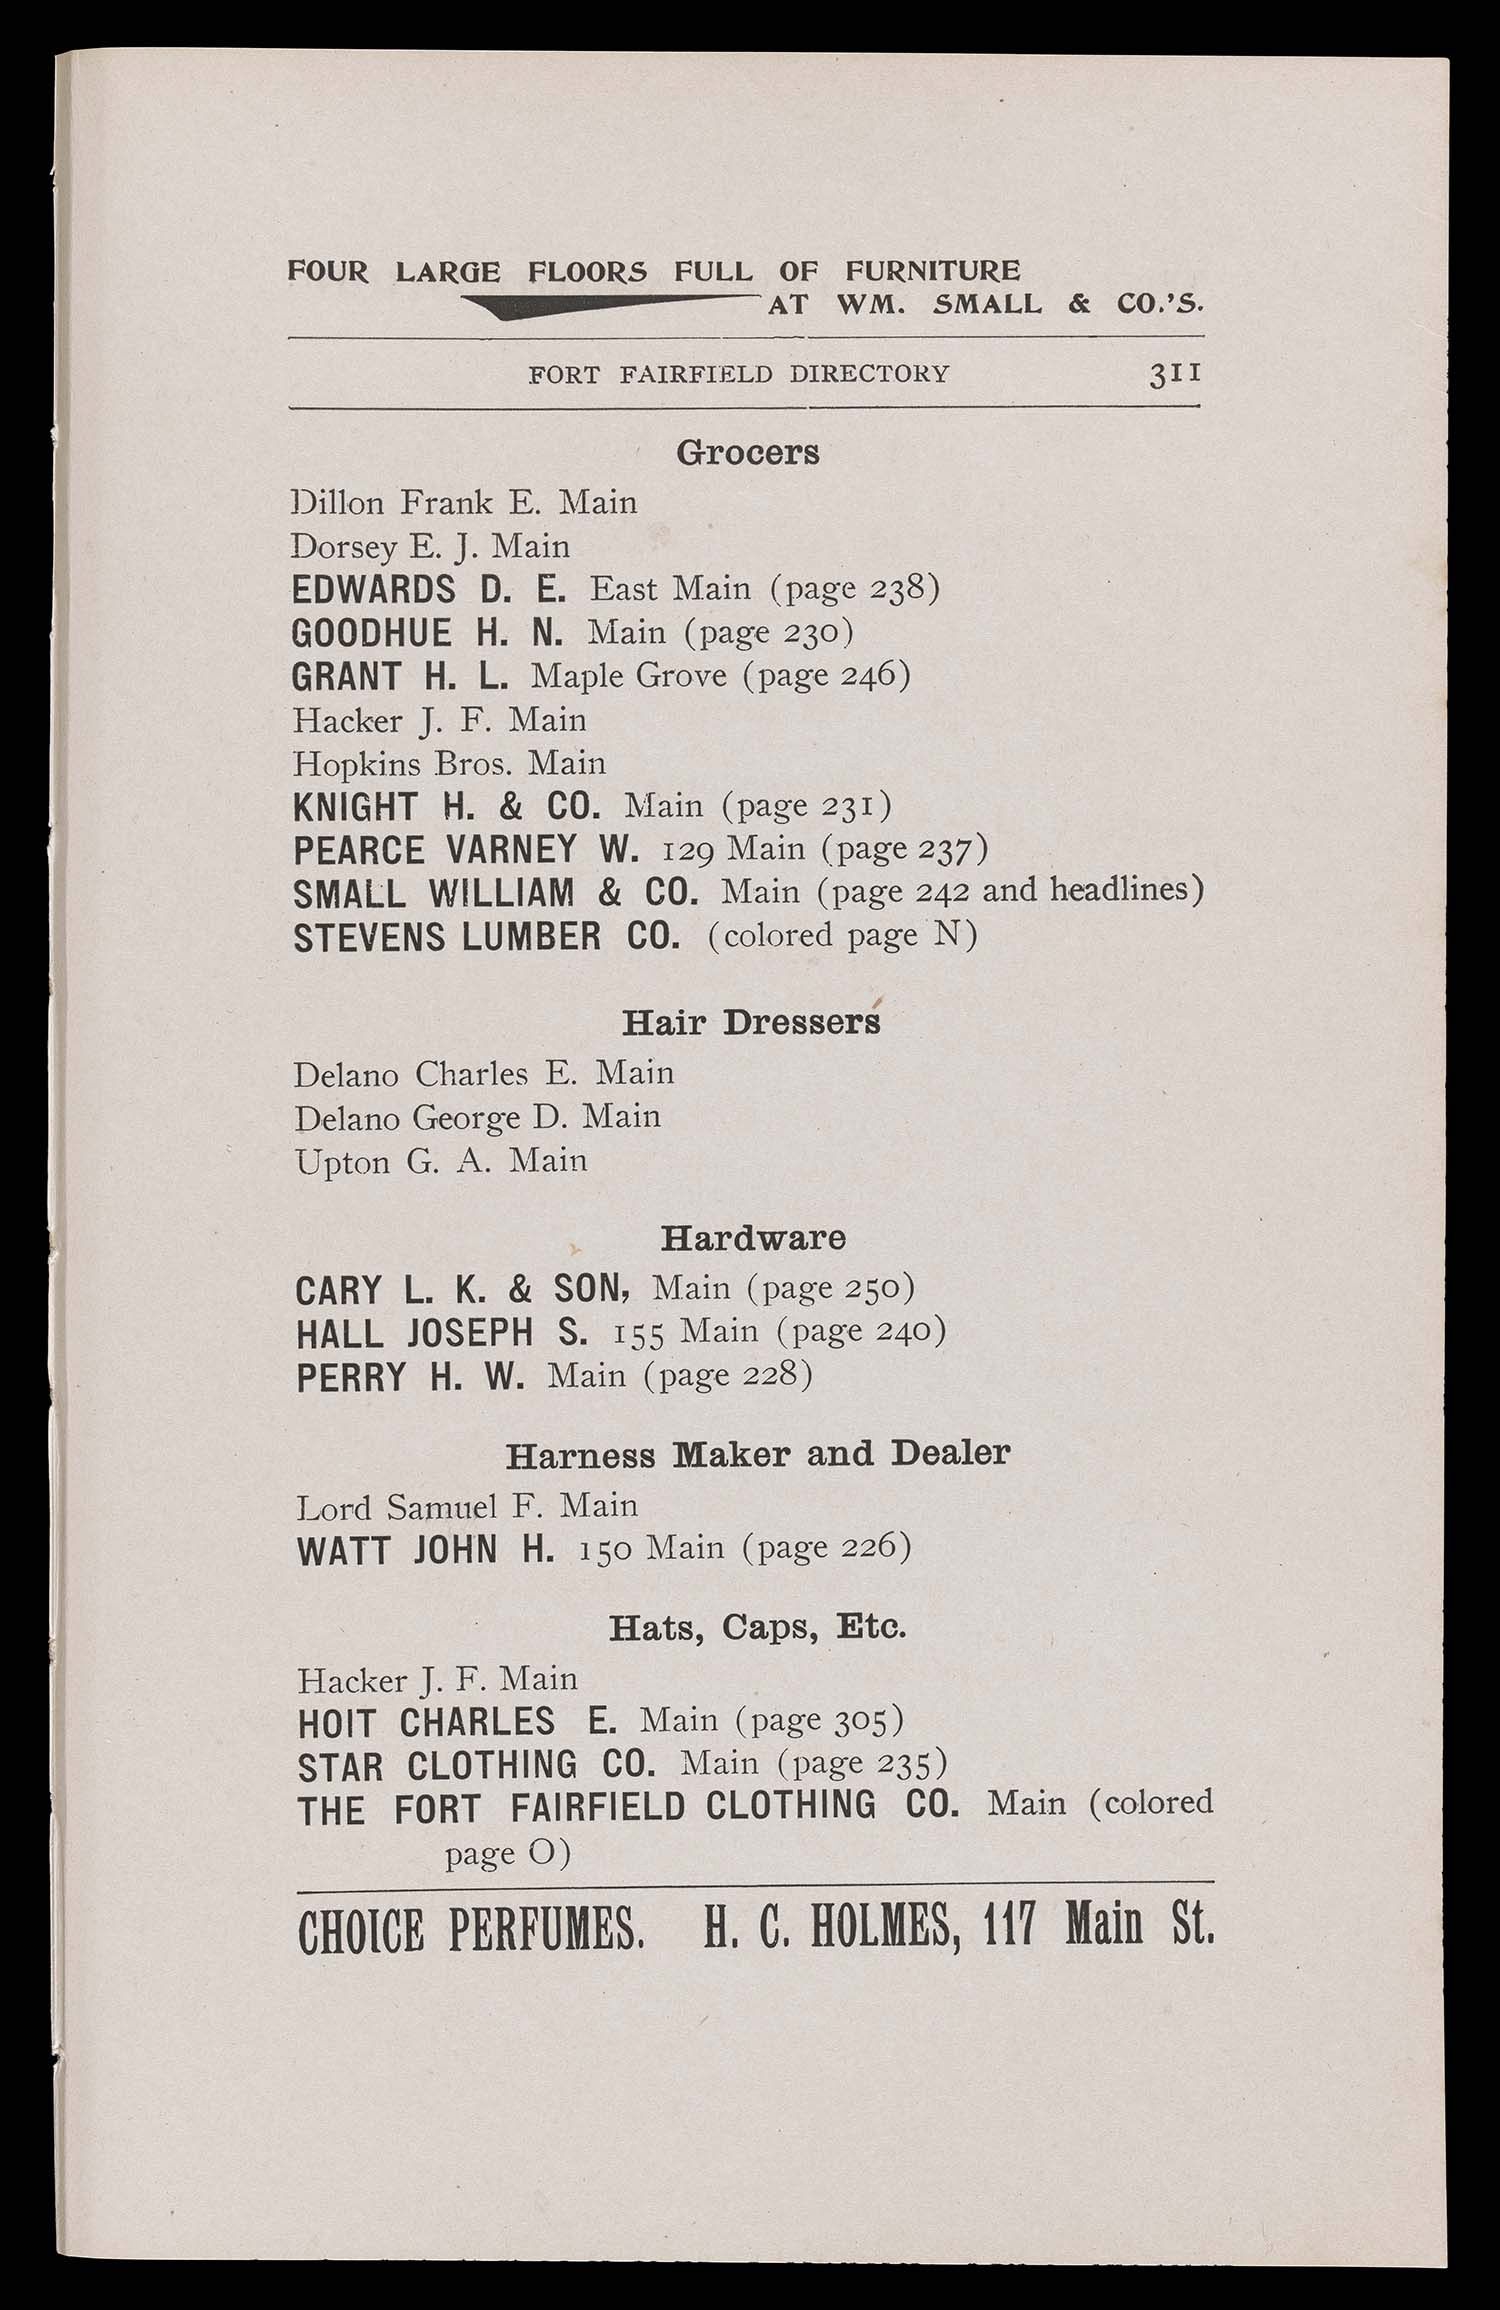 FOUR LARGE FLOORS FULL OF FURNITURE
AT WM. SMALL & CO.'S.
FORT FAIRFIELD DIRECTORY 311
Grocers
Dillon Frank E. Main
Dorsey E. J. Main
EDWARDS D. E. East Main (page 238)
GOODHUE H. N. Main (page 230)
GRANT H. L. Maple Grove (page 246)
Hacker J. F. Main
Hopkins Bros. Main
KNIGHT H. & CO. Main (page 231)
PEARCE VARNEY W. 129 Main (page 237)
SMALL WILLIAM & CO. Main (page 242 and headlines)
STEVENS LUMBER CO. (colored page N)
Hair Dressers
Delano Charles E. Main
Delano George D. Main
Upton G. A. Main
Hardware
CARY L. K. & SON, Main (page 250)
HALL JOSEPH S. 155 Main (page 240)
PERRY H. W. Main (page 228)
Harness Maker and Dealer
Lord Samuel F. Main
WATT JOHN H. 150 Main (page 226)
Hats, Caps, Etc.
Hacker J. F. Main
HOIT CHARLES E. Main (page 305)
STAR CLOTHING CO. Main (page 235)
THE FORT FAIRFIELD CLOTHING CO. Main (colored
page O)
CHOICE PERFUMES. H. C. HOLMES, 117 Main St.